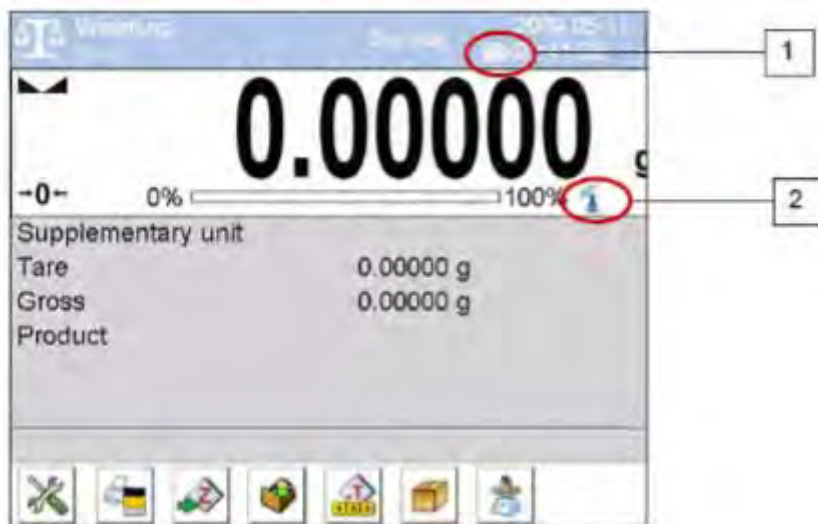 Weighing
1
0.00000 g
→0← 0% 100%
2
Supplementary unit
Tare 0.00000 g
Gross 0.00000 g
Product
Z
T